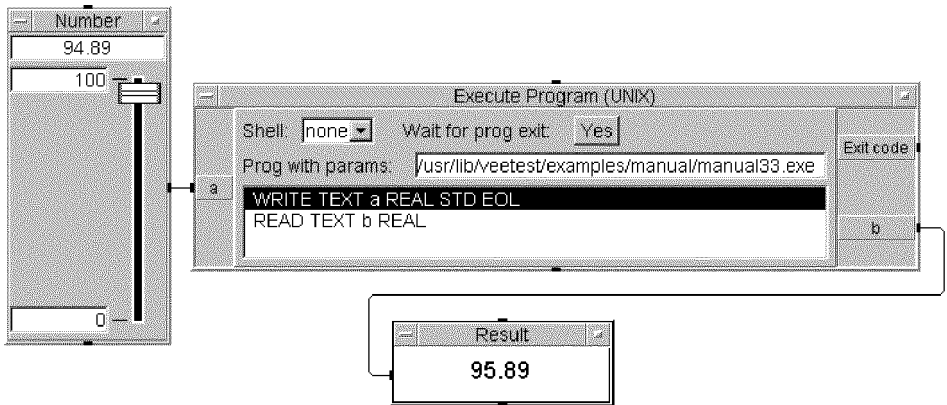 Number
94.89
100
0
Execute Program (UNIX)
Shell: none Wait for prog exit: Yes
Prog with params: /usr/lib/veetest/examples/manual/manual33.exe
a
WRITE TEXT a REAL STD EOL
READ TEXT b REAL
Exit code
b
Result
95.89